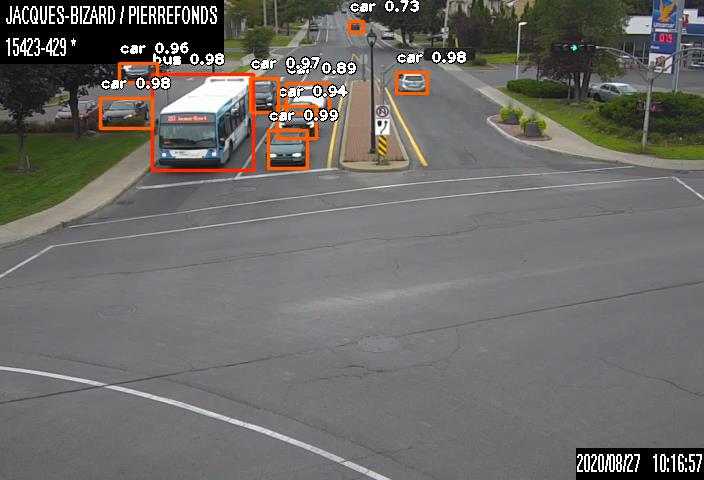 JACQUES-BIZARD / PIERREFONDS
15423-429 *
car 0.73
car 0.96
bus 0.98
car 0.97
0.89
car 0.98
car 0.98
car 0.94
car 0.99
2020/08/27 10:16:57